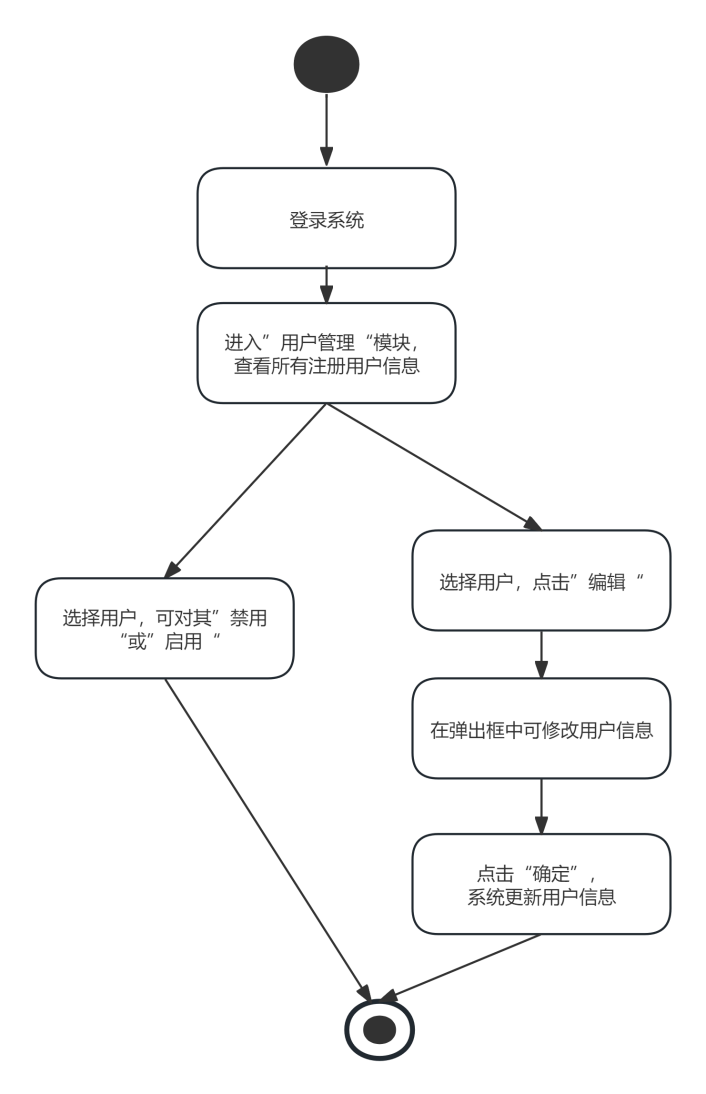 登录系统
进入”用户管理“模块，
查看所有注册用户信息
选择用户，可对其”禁用
“或”启用“
选择用户，点击”编辑“
在弹出框中可修改用户信息
点击“确定”，
系统更新用户信息